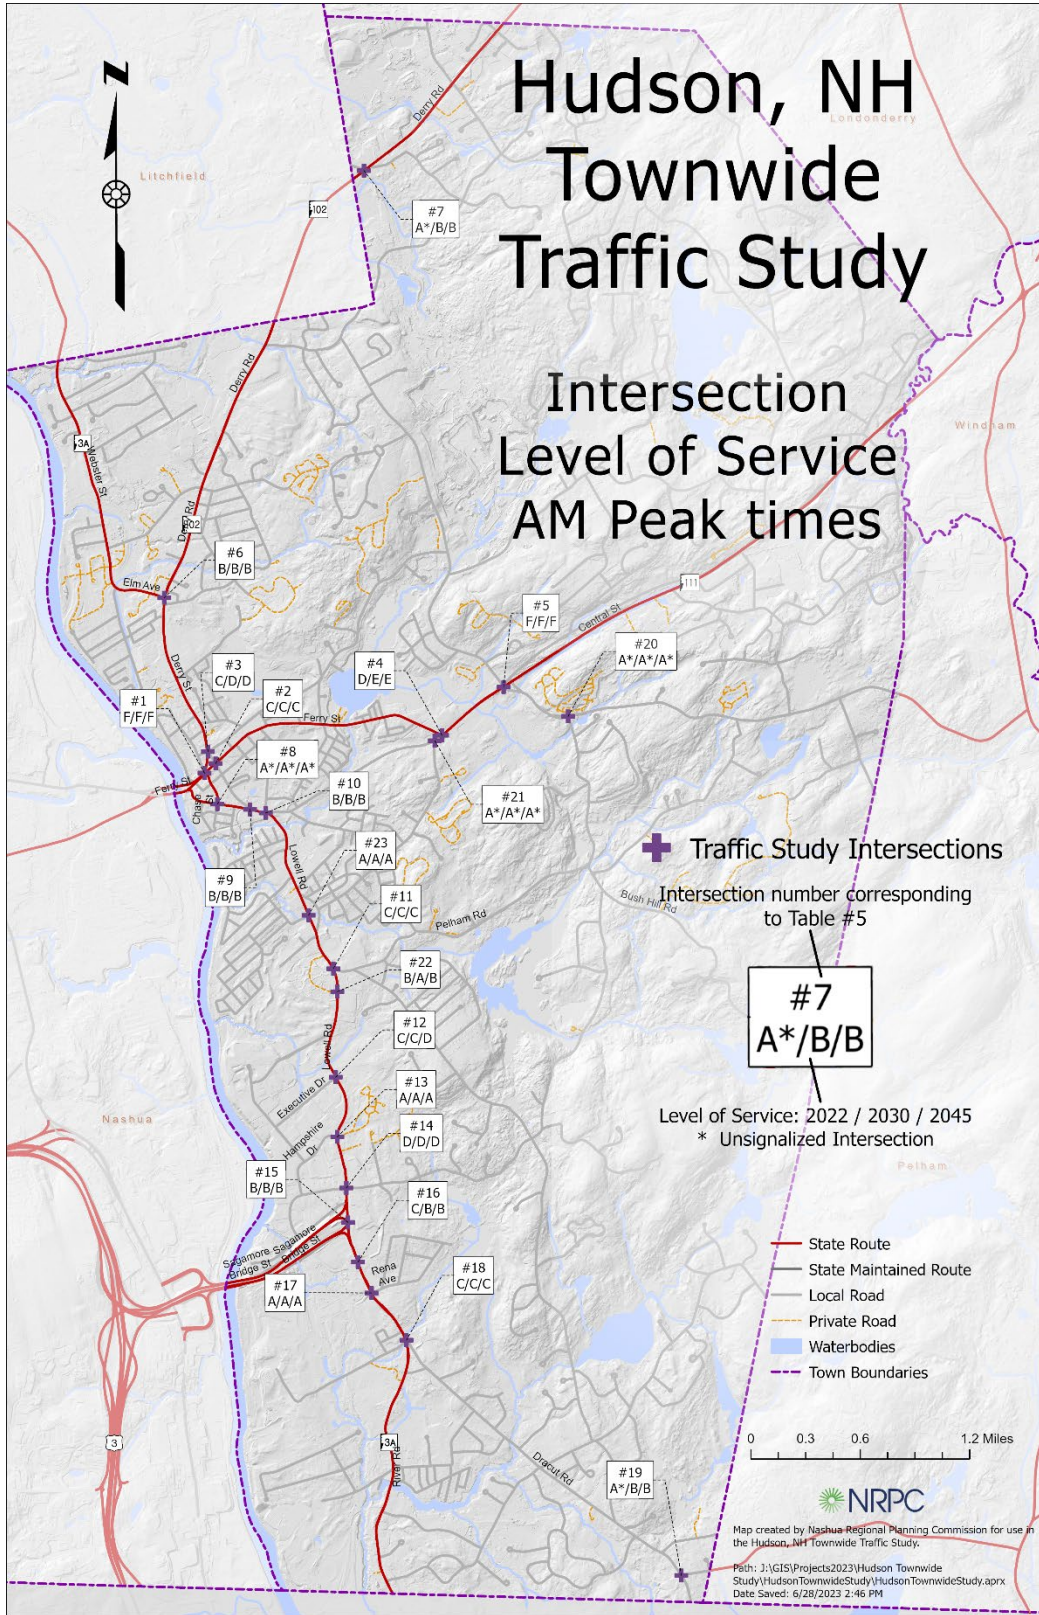 Hudson, NH
Townwide
Traffic Study
Intersection
Level of Service
AM Peak times
N
Litchfield
Londonderry
Windham
Nashua
Pelham
Derry Rd
102
#7
A*/B/B
Derry Rd
3A
Webster St
Derry Rd
102
#6
B/B/B
Elm Ave
111
Central St
#5
F/F/F
#20
A*/A*/A*
#4
D/E/E
Derry St
#3
C/D/D
#2
C/C/C
#1
F/F/F
Ferry St
#8
A*/A*/A*
Ferry St
Chase St
#10
B/B/B
#21
A*/A*/A*
#23
A/A/A
Lowell Rd
#9
B/B/B
#11
C/C/C
Pelham Rd
Bush Hill Rd
#22
B/A/B
Lowell Rd
#12
C/C/D
Executive Dr
#13
A/A/A
Hampshire
Dr
#14
D/D/D
#15
B/B/B
#16
C/B/B
Sagamore
Bridge St
Sagamore
Bridge St
Rena
Ave
#17
A/A/A
#18
C/C/C
3
3A
River Rd
Dracut Rd
#19
A*/B/B
Traffic Study Intersections
Intersection number corresponding
to Table #5
#7
A*/B/B
Level of Service: 2022 / 2030 / 2045
* Unsignalized Intersection
State Route
State Maintained Route
Local Road
Private Road
Waterbodies
Town Boundaries
0 0.3 0.6 1.2 Miles
NRPC
Map created by Nashua Regional Planning Commission for use in
the Hudson, NH Townwide Traffic Study.
Path: J:\GIS\Projects2023\Hudson Townwide
Study\HudsonTownwideStudy\HudsonTownwideStudy.aprx
Date Saved: 6/28/2023 2:46 PM